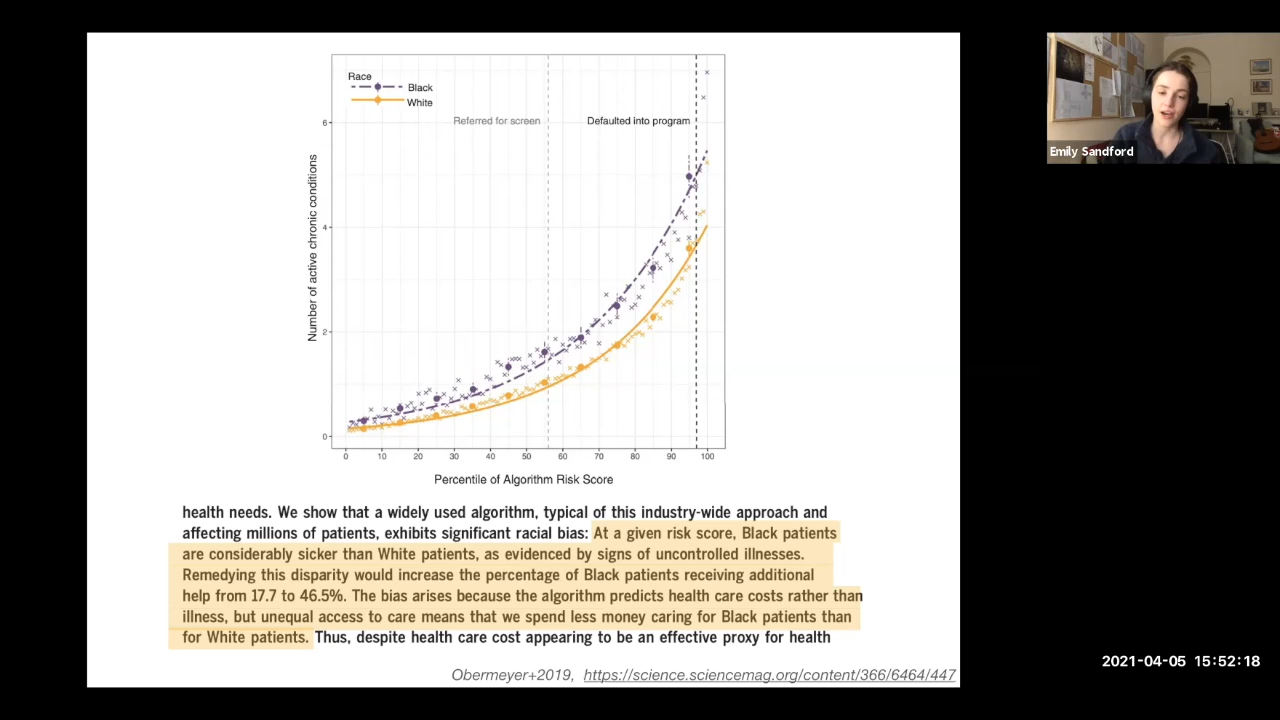 Race
Black
White
Referred for screen
Defaulted into program
Number of active chronic conditions
6
4
2
0
0 10 20 30 40 50 60 70 80 90 100
Percentile of Algorithm Risk Score
health needs. We show that a widely used algorithm, typical of this industry-wide approach and
affecting millions of patients, exhibits significant racial bias: At a given risk score, Black patients
are considerably sicker than White patients, as evidenced by signs of uncontrolled illnesses.
Remedying this disparity would increase the percentage of Black patients receiving additional
help from 17.7 to 46.5%. The bias arises because the algorithm predicts health care costs rather than
illness, but unequal access to care means that we spend less money caring for Black patients than
for White patients. Thus, despite health care cost appearing to be an effective proxy for health
Obermeyer+2019, https://science.sciencemag.org/content/366/6464/447
Emily Sandford
2021-04-05 15:52:18